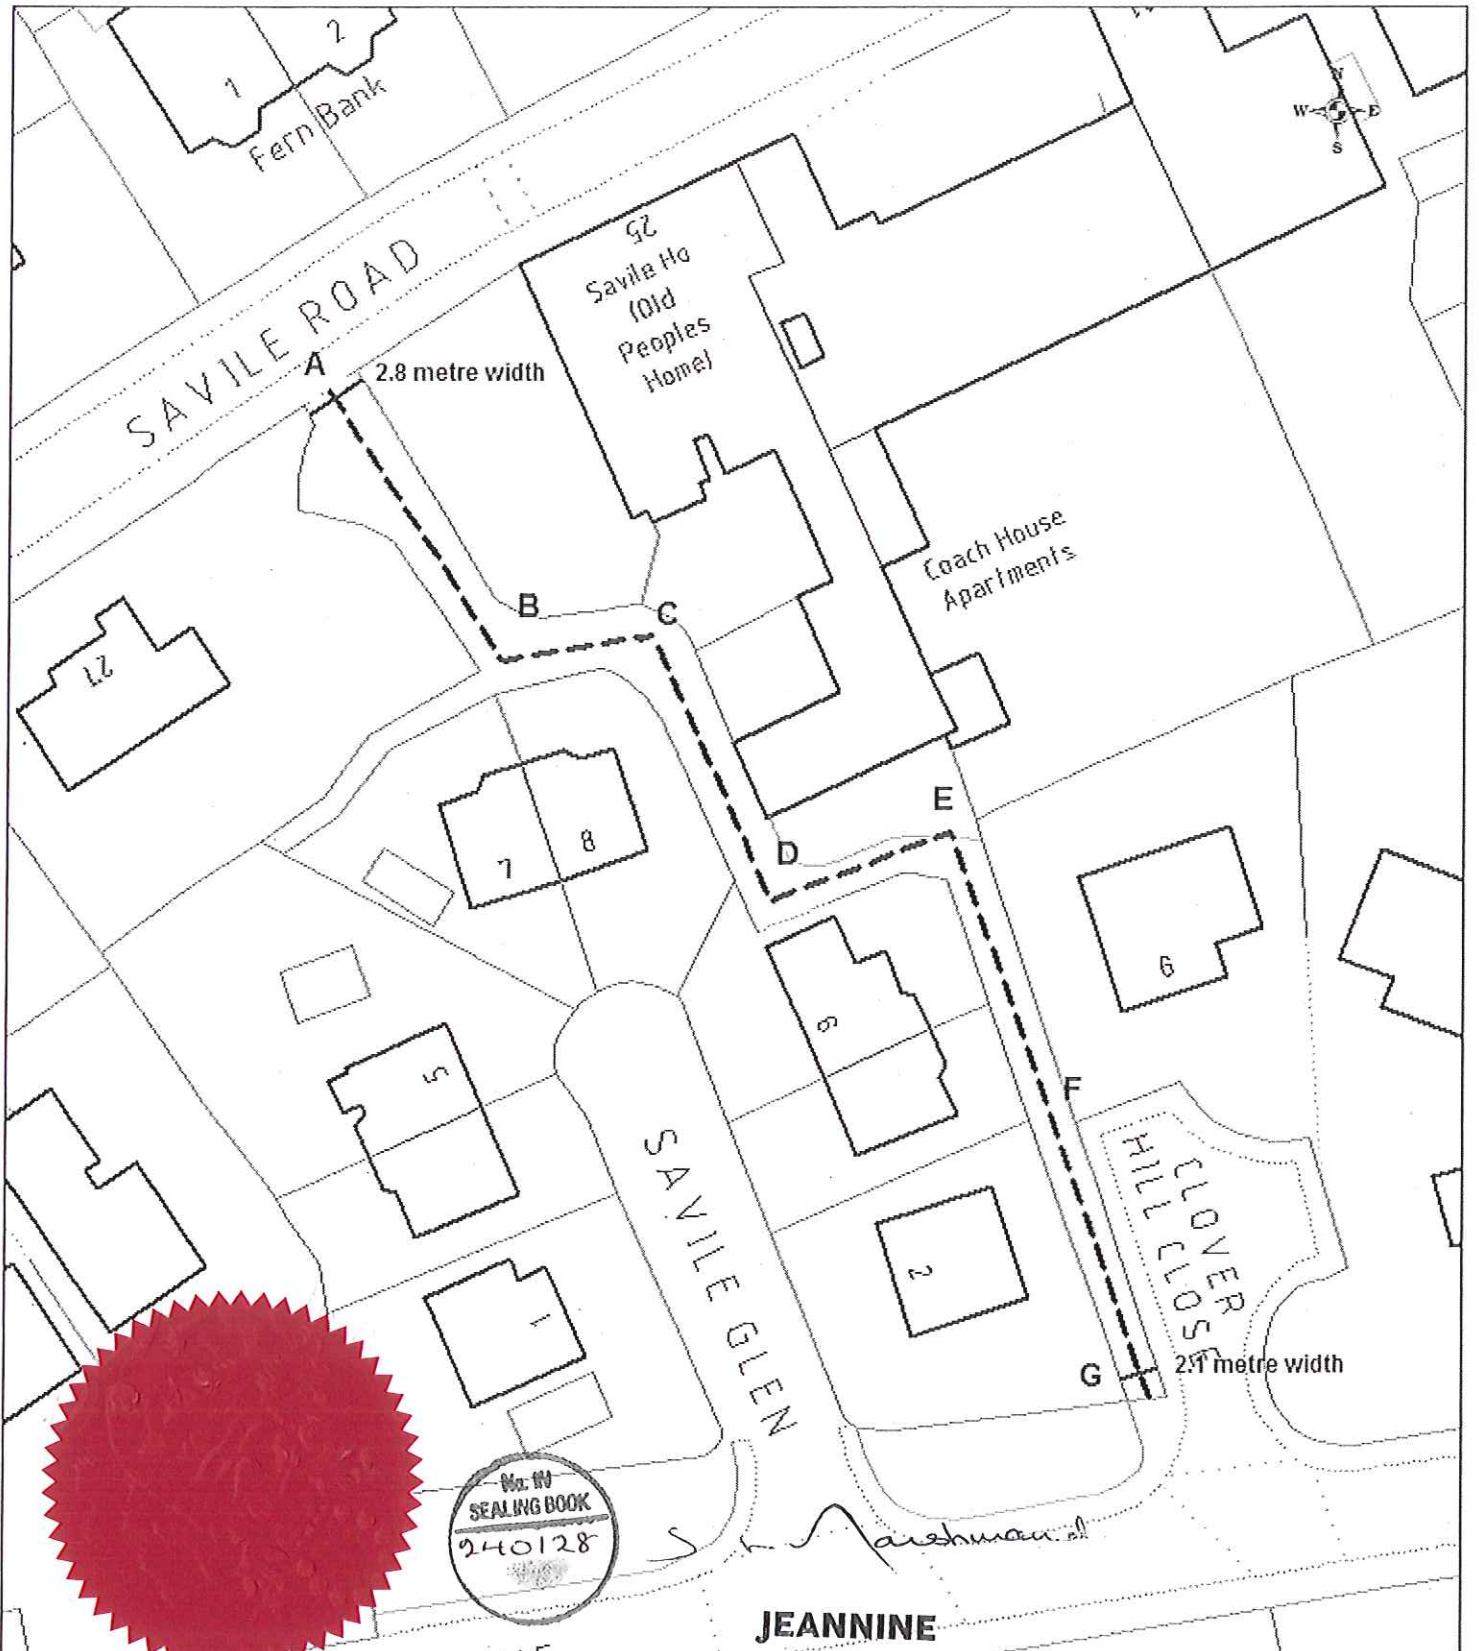 2
1
Fern Bank
N
W E
S
SAVILE ROAD
25
Savile Ho
(Old
Peoples
Home)
A
2.8 metre width
Coach House
Apartments
B
C
27
E
D
8
7
6
6
5
F
CLOVER
HILL CLOSE
SAVILE GLEN
2
1
G
2.1 metre width
No. IN
SEALING BOOK
240128
JEANNINE